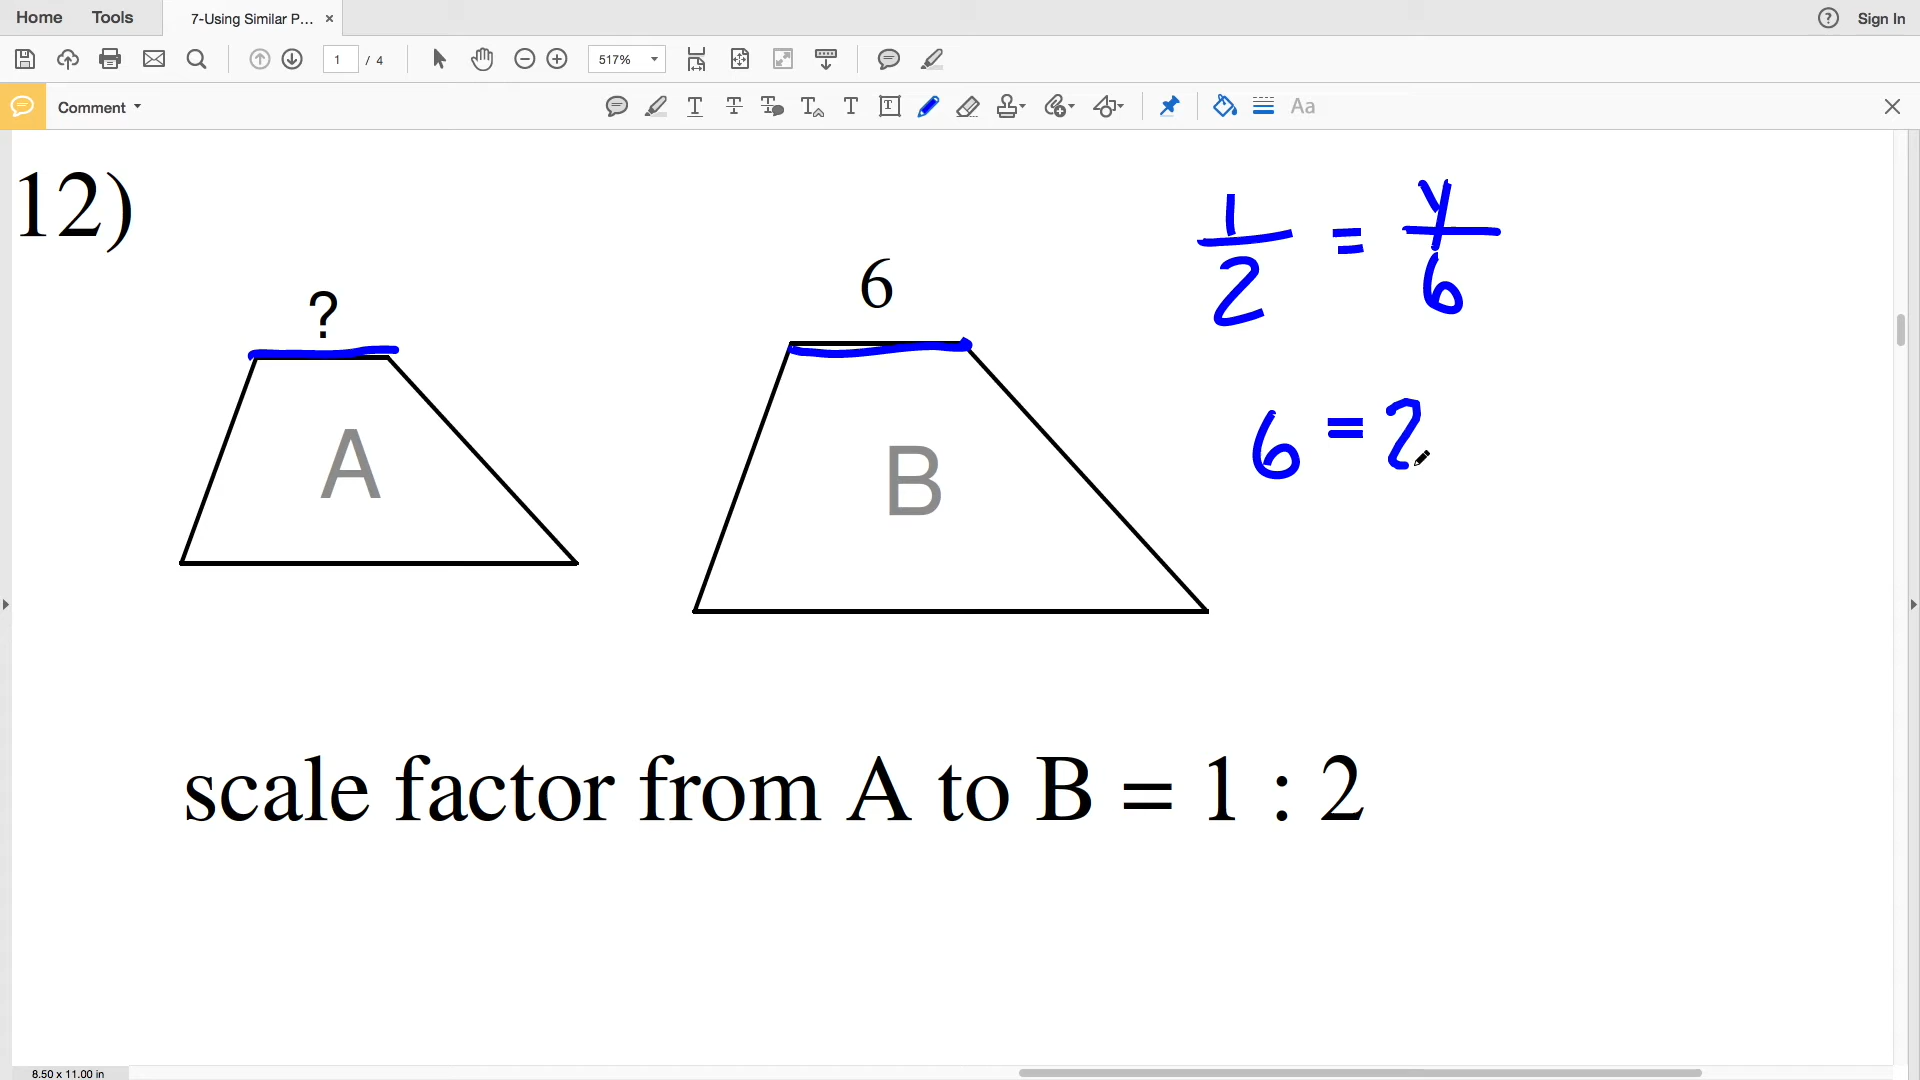 Home Tools 7-Using Similar P... × ? Sign In
1 / 4 517%
Comment T T T T T T Aa
12)
1/2 = y/6
? 6
6 = 2
A B
scale factor from A to B = 1 : 2
8.50 x 11.00 in